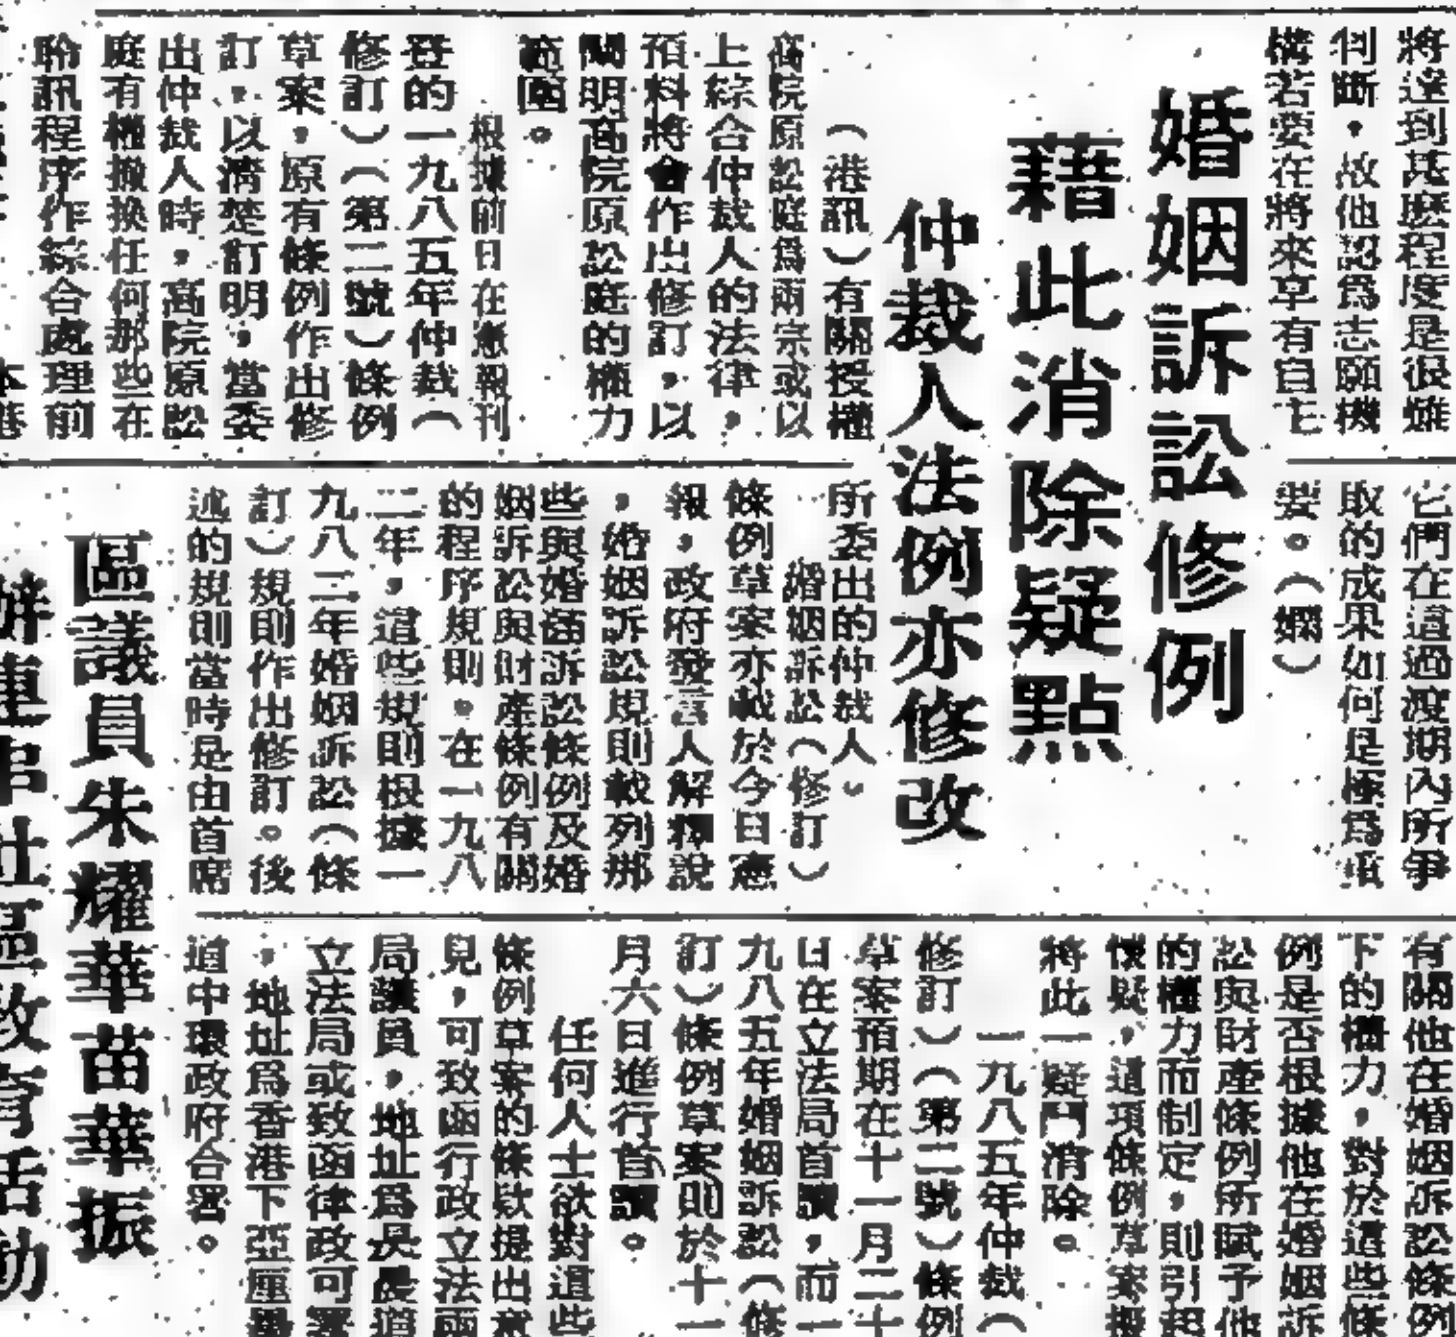 將達到甚麼程度是很難
判斷，故他認爲志願機
構若要在將來享有自主
婚姻訴訟修例
藉此消除疑點
仲裁人法例亦修改
（港訊）有關授權
高院原訟庭爲兩宗或以
上綜合仲裁人的法律，
預料將會作出修訂，以
闡明高院原訟庭的權力
範圍。
根據前日在憲報刊
登的一九八五年仲裁（
修訂）（第二號）條例
草案，原有條例作出修
訂，以清楚訂明，當委
出仲裁人時，高院原訟
庭有權撤換任何那些在
聆訊程序作綜合處理前
它們在這過渡期內所爭
取的成果如何是極爲重
要。（嫻）
所委出的仲裁人。
婚姻訴訟（修訂）
條例草案亦載於今日憲
報，政府發言人解釋說
，婚姻訴訟規則載列那
些與婚姻訴訟條例及婚
姻訴訟與財產條例有關
的程序規則。在一九八
二年，這些規則根據一
九八二年婚姻訴訟（條
訂）規則作出修訂。後
述的規則當時是由首席
有關他在婚姻訴訟條例
下的權力，對於這些條
例是否根據他在婚姻訴
訟與財產條例所賦予他
的權力而制定，則引起
懷疑，這項條例草案擬
將此一疑問消除。
一九八五年仲裁（
修訂）（第二號）條例
草案預期在十一月二十
日在立法局首讀，而一
九八五年婚姻訴訟（修
訂）條例草案則於十一
月六日進行首讀。
任何人士欲對這些
條例草案的條款提出意
見，可致函行政立法兩
局議員，地址爲
立法局或致函律政可署
，地址爲香港下亞厘畢
道中環政府合署。
區議員朱耀華苗華振
辦連串社區教育活動